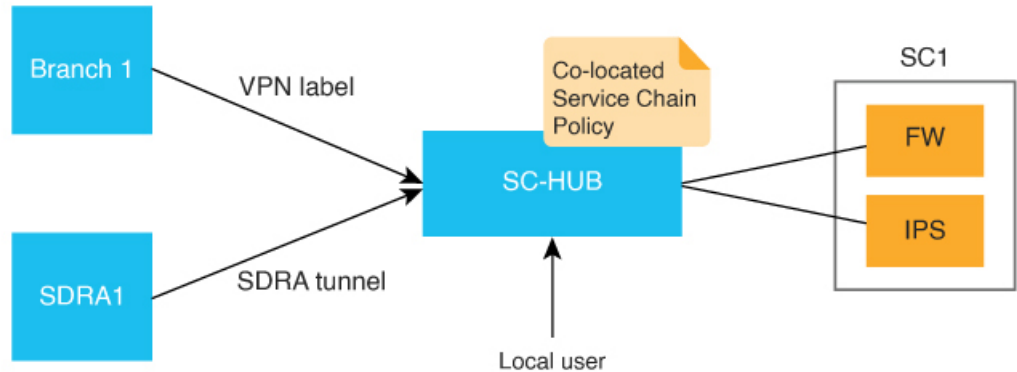 Branch 1
VPN label
Co-located
Service Chain
Policy
SC1
FW
SC-HUB
IPS
SDRA1
SDRA tunnel
Local user